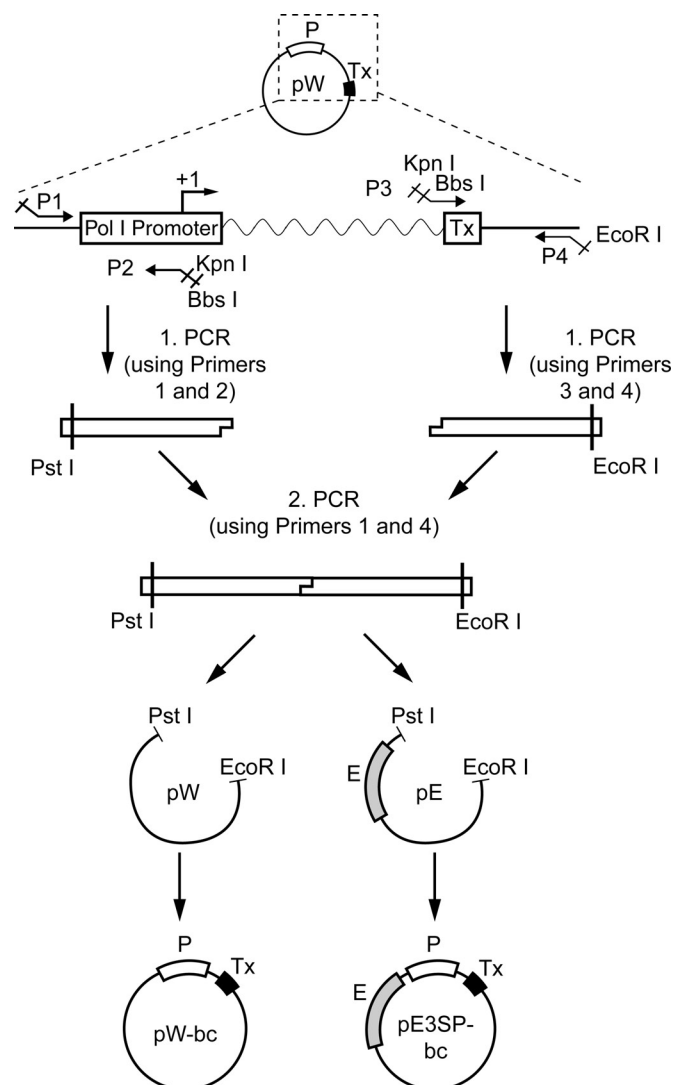 P
Tx
pW
Kpn I
+1
P3
Bbs I
P1
Pol I Promoter
Tx
EcoR I
P4
P2
Kpn I
Bbs I
1. PCR
(using Primers
1 and 2)
1. PCR
(using Primers
3 and 4)
Pst I
EcoR I
2. PCR
(using Primers 1 and 4)
Pst I
EcoR I
Pst I
EcoR I
pW
Pst I
E
EcoR I
pE
P
Tx
pW-bc
P
Tx
E
pE3SP-
bc